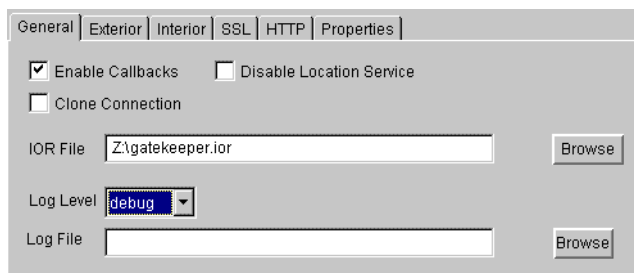 General Exterior Interior SSL HTTP Properties
Enable Callbacks Disable Location Service
Clone Connection
IOR File Z:\gatekeeper.ior Browse
Log Level debug
Log File Browse